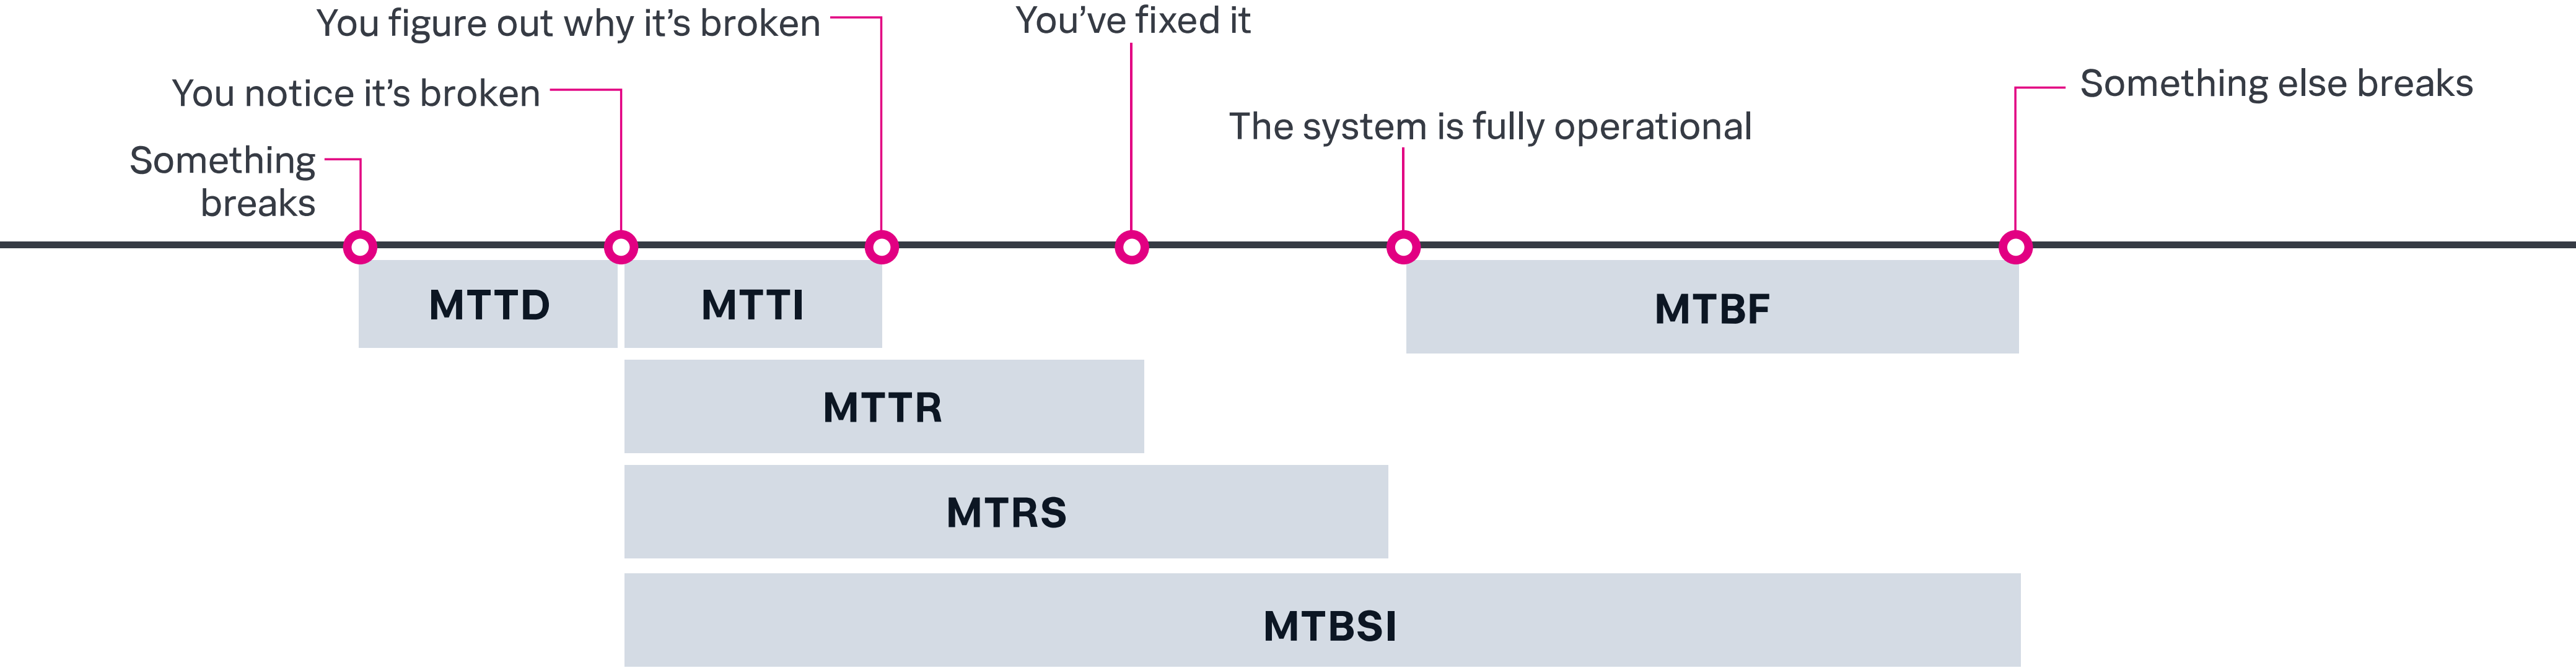 You figure out why it’s broken
You’ve fixed it
You notice it’s broken
Something else breaks
The system is fully operational
Something
breaks
MTTD
MTTI
MTBF
MTTR
MTRS
MTBSI